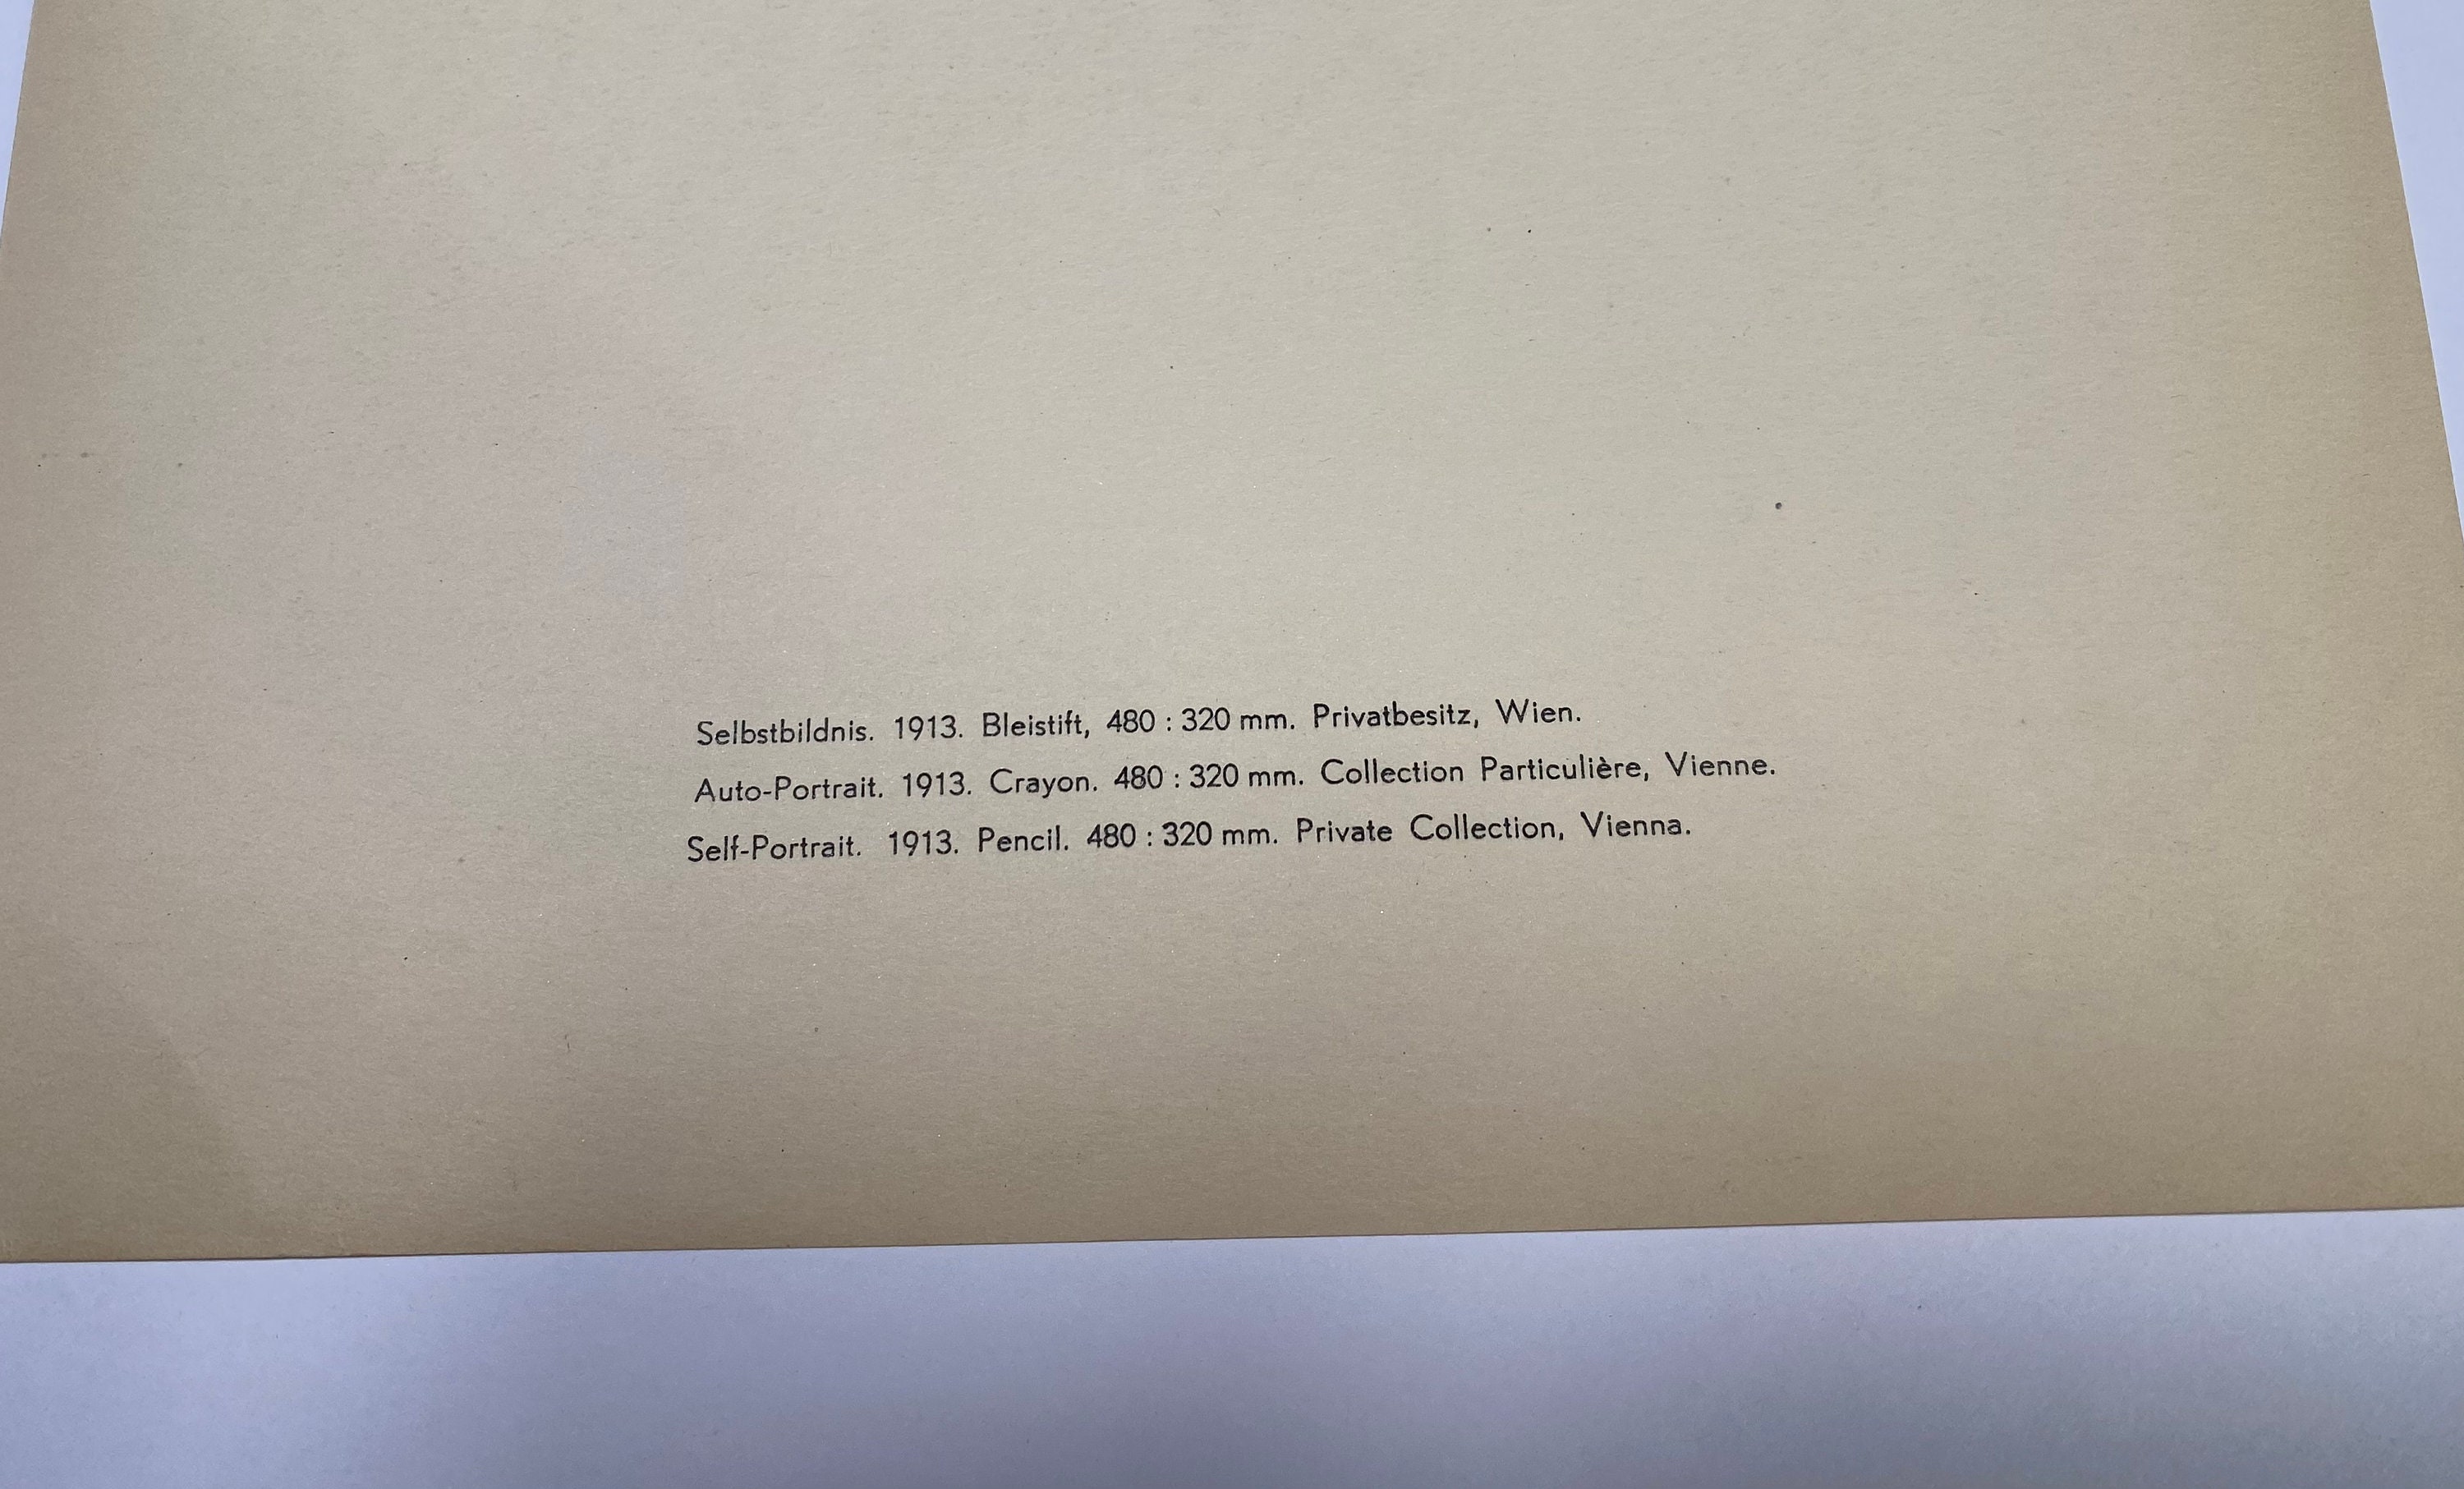 Selbstbildnis. 1913. Bleistift, 480 : 320 mm. Privatbesitz, Wien.
Auto-Portrait. 1913. Crayon. 480 : 320 mm. Collection Particulière, Vienne.
Self-Portrait. 1913. Pencil. 480 : 320 mm. Private Collection, Vienna.